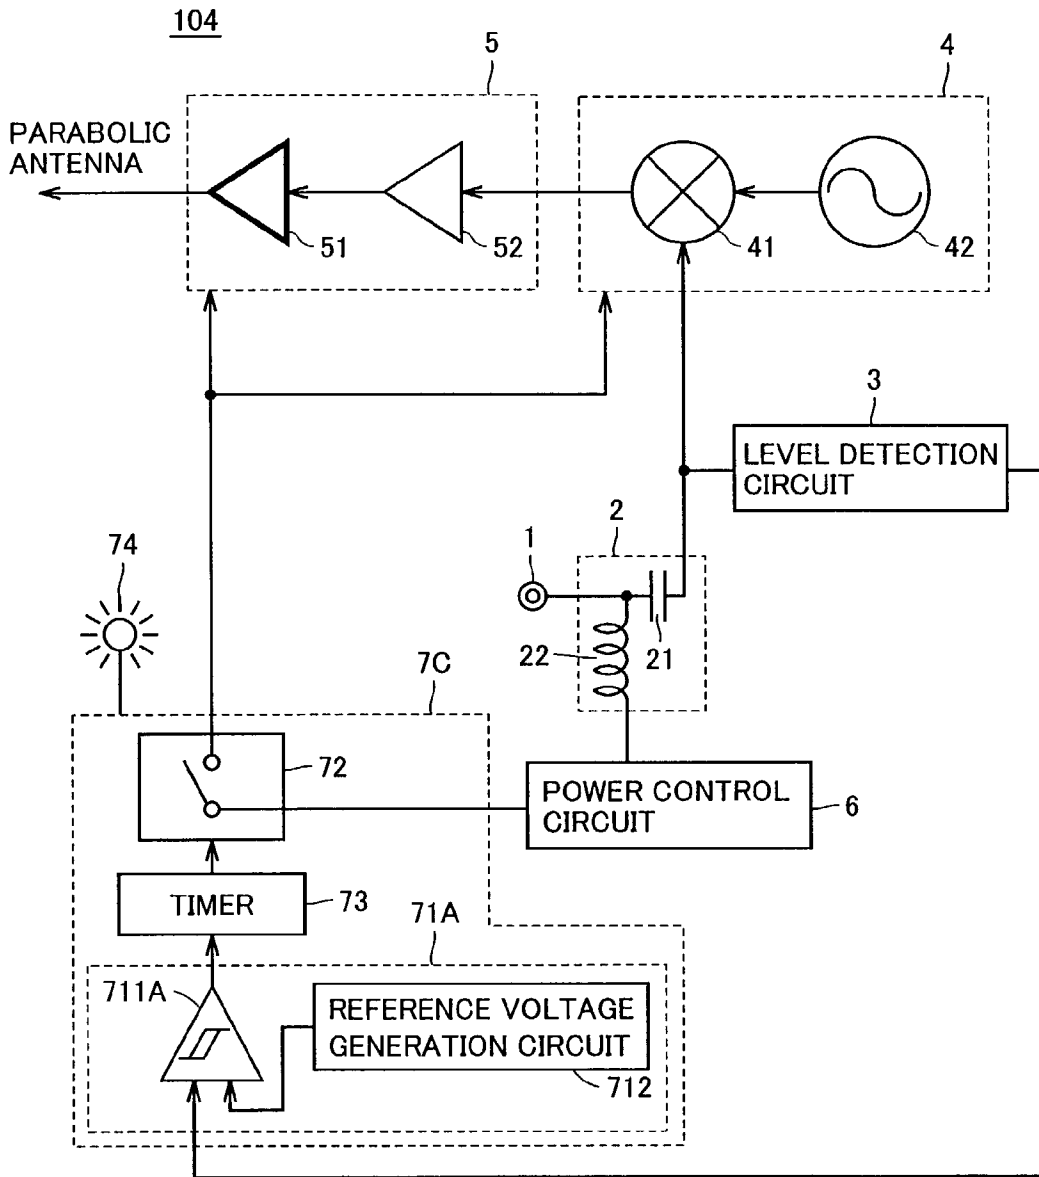 104
5
4
PARABOLIC
ANTENNA
51
52
41
42
3
LEVEL DETECTION
CIRCUIT
2
1
74
22
21
7C
72
POWER CONTROL
CIRCUIT
6
TIMER
73
71A
711A
REFERENCE VOLTAGE
GENERATION CIRCUIT
712